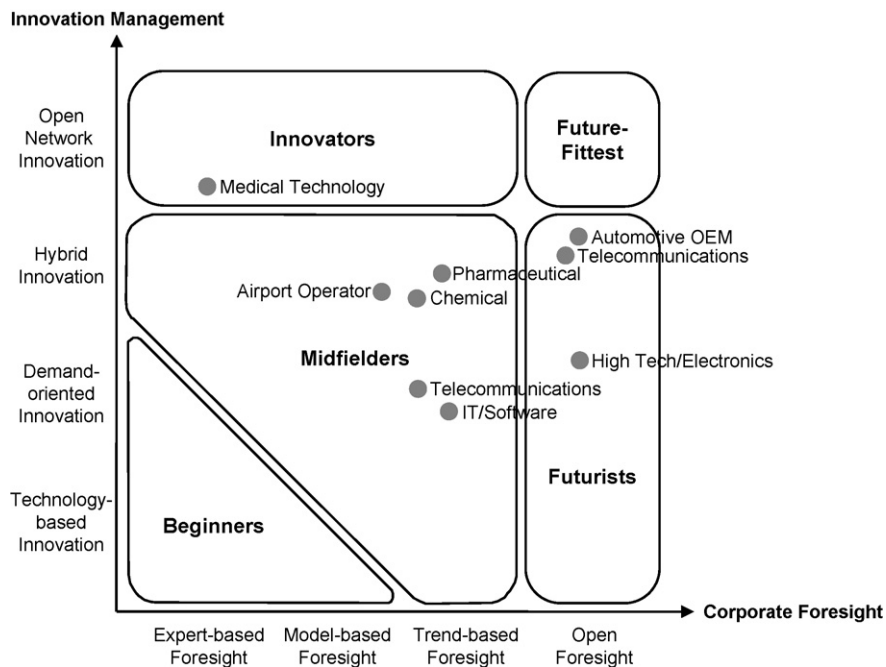 Innovation Management
Open
Network
Innovation
Innovators
Future-
Fittest
Medical Technology
Hybrid
Innovation
Automotive OEM
Telecommunications
Pharmaceutical
Airport Operator
Chemical
Midfielders
High Tech/Electronics
Demand-
oriented
Innovation
Telecommunications
IT/Software
Futurists
Technology-
based
Innovation
Beginners
Corporate Foresight
Expert-based
Foresight
Model-based
Foresight
Trend-based
Foresight
Open
Foresight